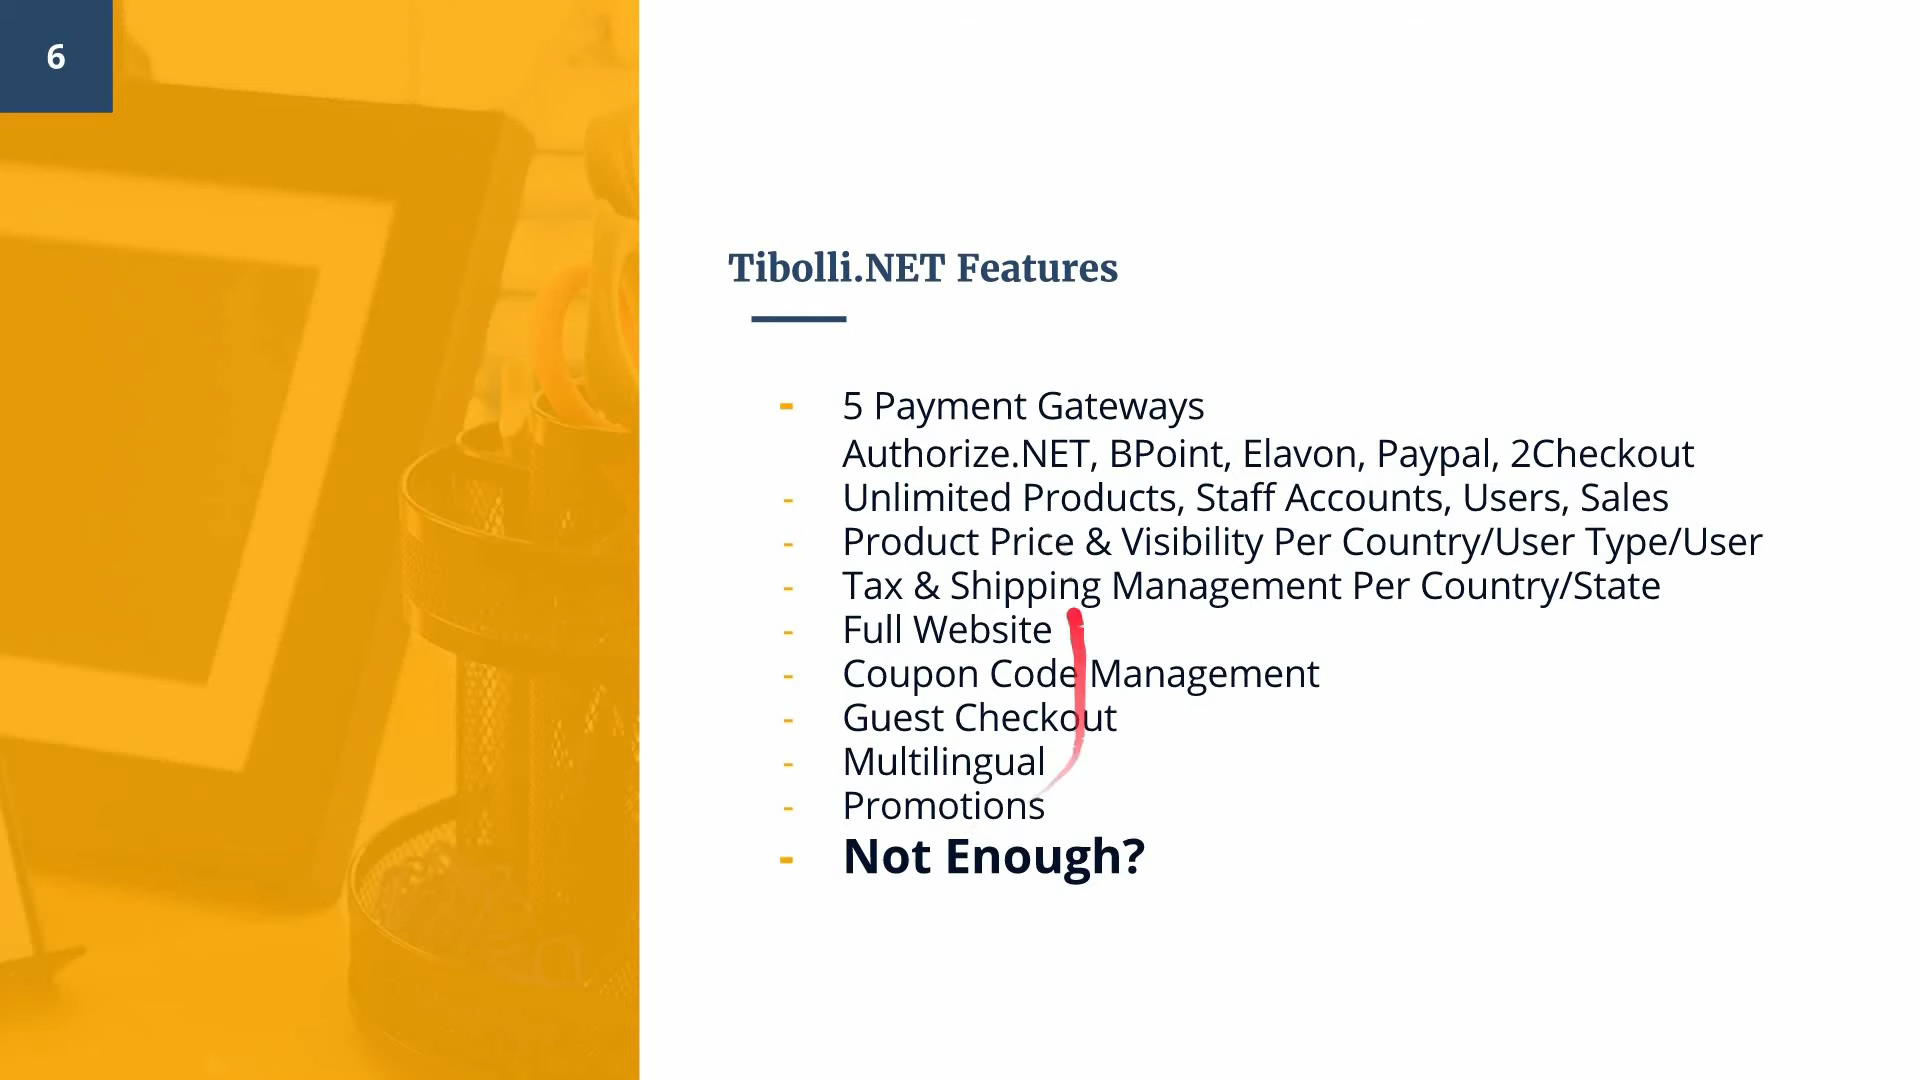 6
Tibolli.NET Features
- 5 Payment Gateways
Authorize.NET, BPoint, Elavon, Paypal, 2Checkout
- Unlimited Products, Staff Accounts, Users, Sales
- Product Price & Visibility Per Country/User Type/User
- Tax & Shipping Management Per Country/State
- Full Website
- Coupon Code Management
- Guest Checkout
- Multilingual
- Promotions
- Not Enough?